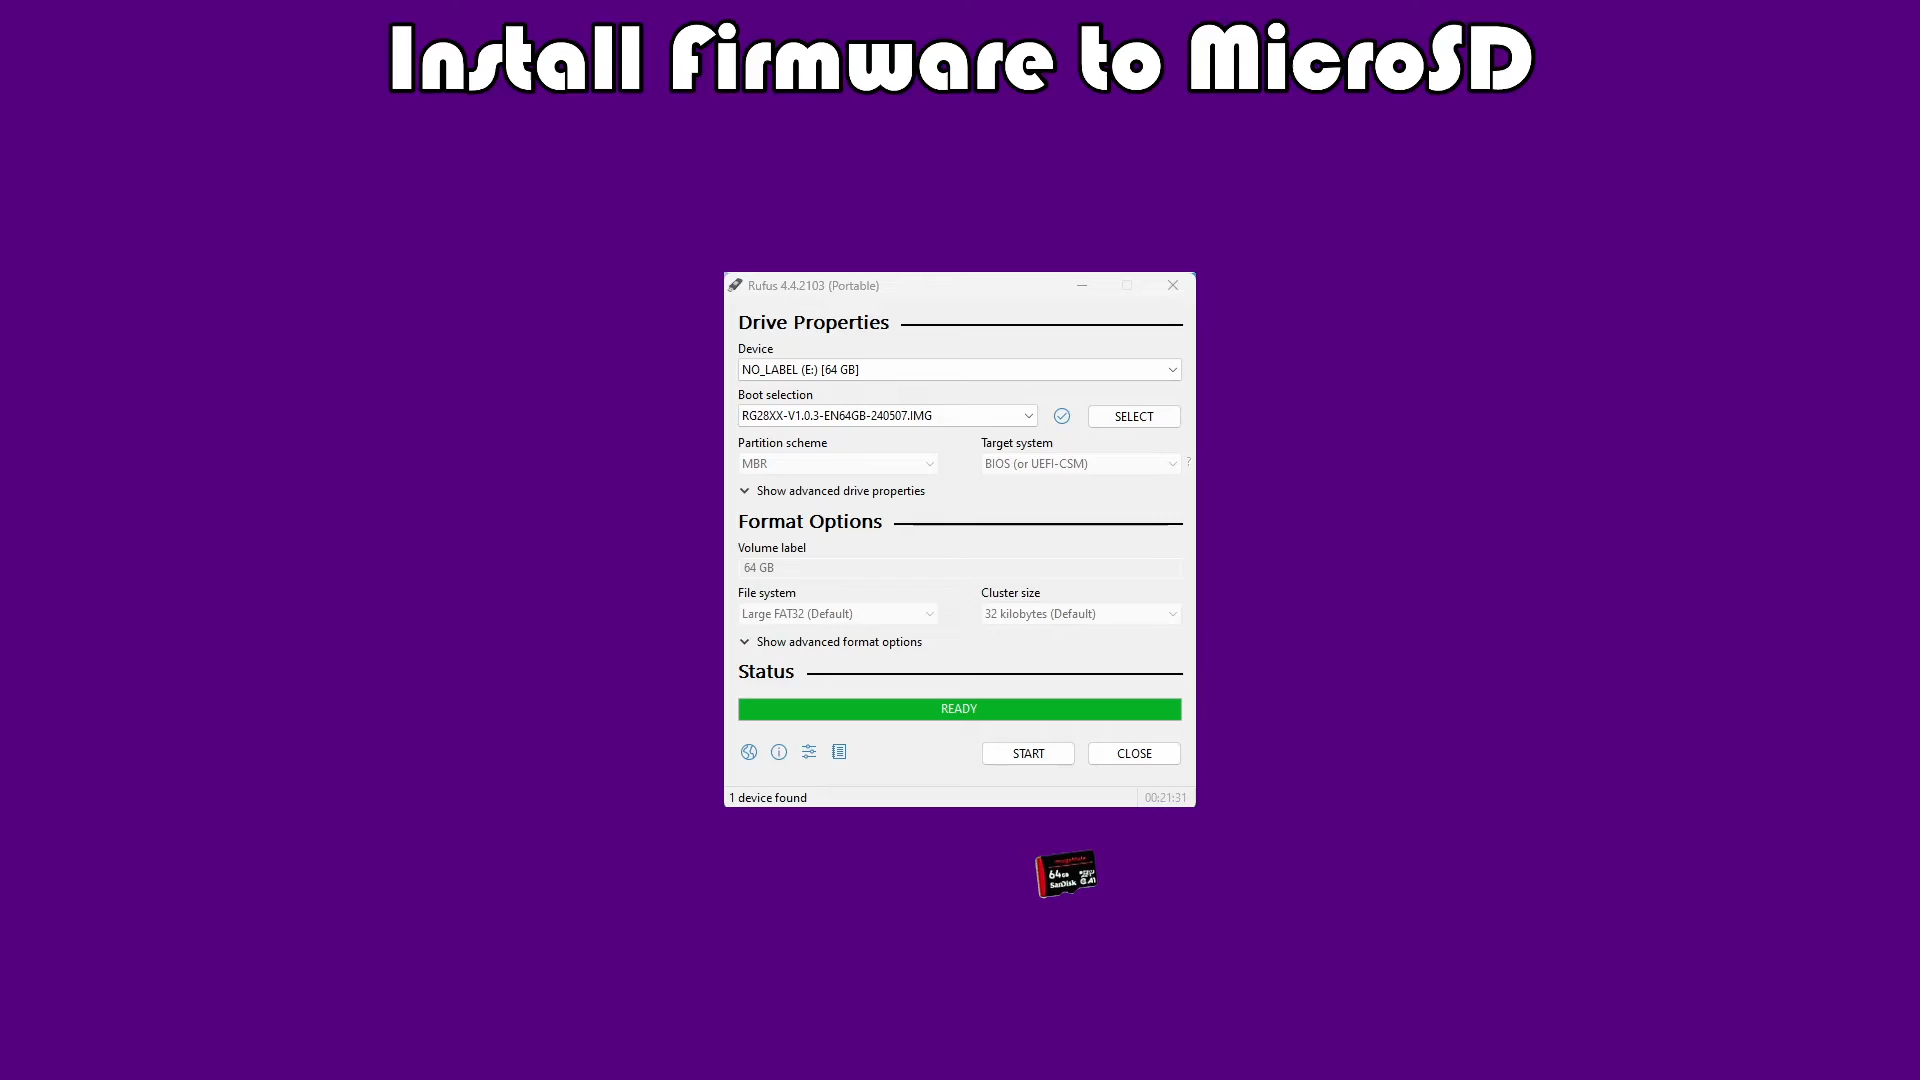 Install Firmware to MicroSD
Rufus 4.4.2103 (Portable)
Drive Properties
Device
NO_LABEL (E:) [64 GB]
Boot selection
RG28XX-V1.0.3-EN64GB-240507.IMG
SELECT
Partition scheme
Target system
MBR
BIOS (or UEFI-CSM)
?
Show advanced drive properties
Format Options
Volume label
64 GB
File system
Cluster size
Large FAT32 (Default)
32 kilobytes (Default)
Show advanced format options
Status
READY
START
CLOSE
1 device found
00:21:31
64GB
SanDisk
A1